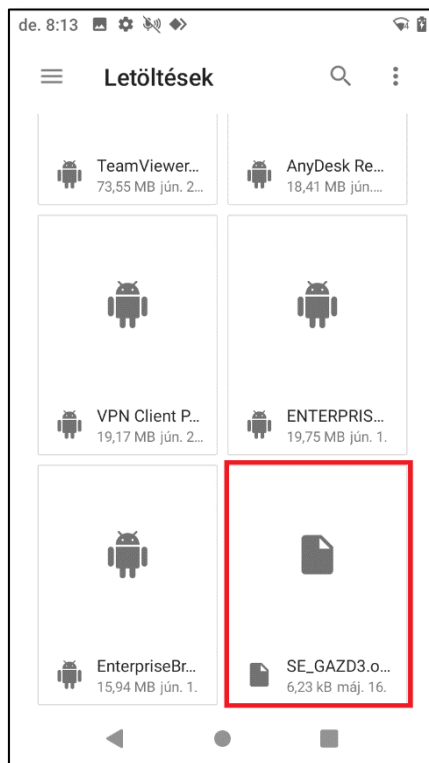 de. 8:13
Letöltések
TeamViewer...
73,55 MB jún. 2...
AnyDesk Re...
18,41 MB jún....
VPN Client P...
19,17 MB jún. 2...
ENTERPRIS...
19,75 MB jún. 1.
EnterpriseBr...
15,94 MB jún. 1.
SE_GAZD3.o...
6,23 kB máj. 16.